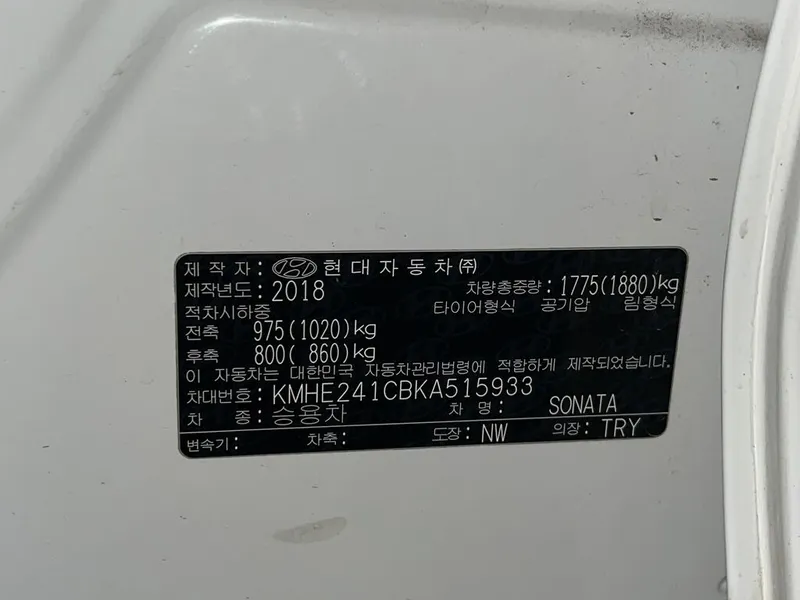 제 작 자 : 현대자동차㈜
제작년도 : 2018 차량총중량 : 1775(1880)kg
적차시하중 타이어형식 공기압 림형식
전축 975(1020)kg
후축 800( 860)kg
이 자동차는 대한민국 자동차관리법령에 적합하게 제작되었습니다.
차대번호 : KMHE241CBKA515933
차 종 : 승용차 차 명 : SONATA
변속기 : 차축 : 도장 : NW 의장 : TRY